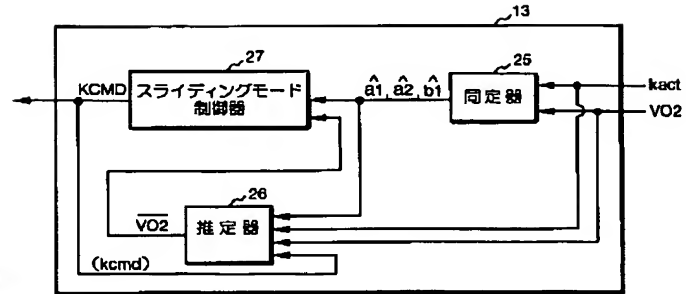 13
27
KCMD
スライディングモード
制御器
â1, â2, b̂1
25
同定器
kact
VO2
26
V̅O̅2̅
推定器
(kcmd)